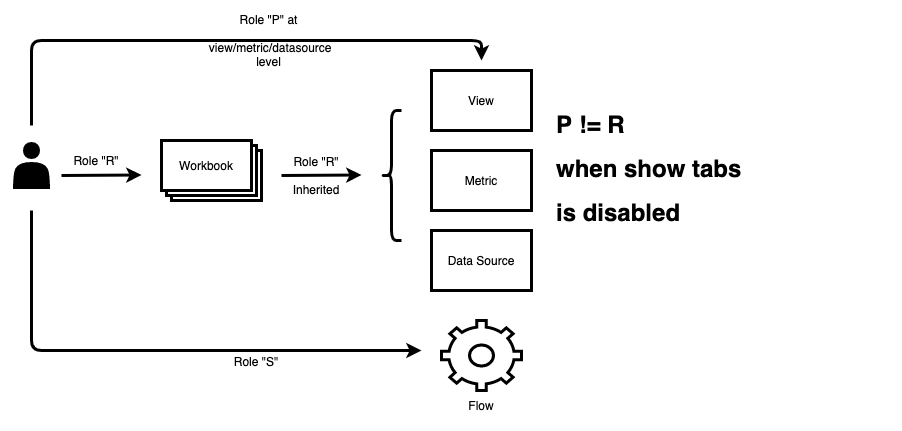 Role "P" at
view/metric/datasource
level
View
P != R
when show tabs
is disabled
Role "R"
Workbook
Role "R"
Inherited
Metric
Data Source
Role "S"
Flow